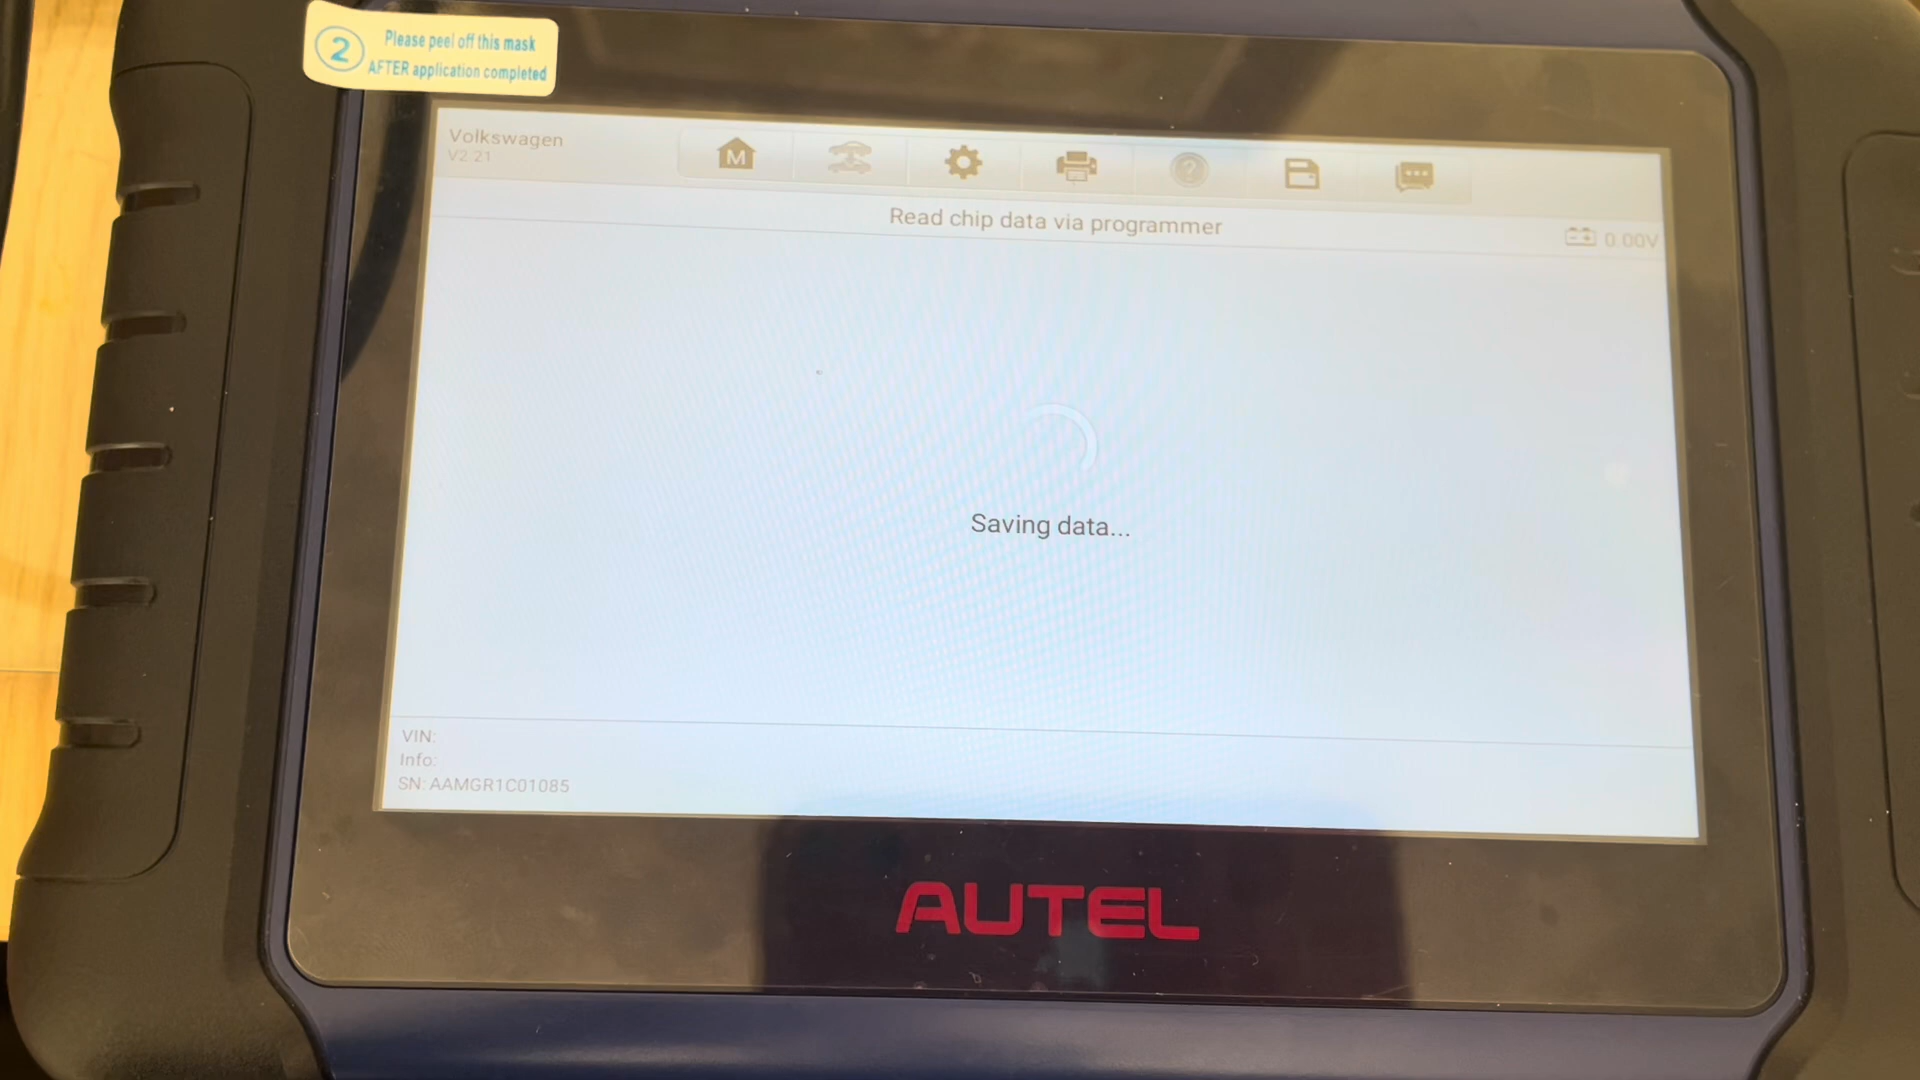 2 Please peel off this mask
AFTER application completed
Volkswagen
V2.21
M
?
Read chip data via programmer
0.00V
Saving data...
VIN:
Info:
SN: AAMGR1C01085
AUTEL